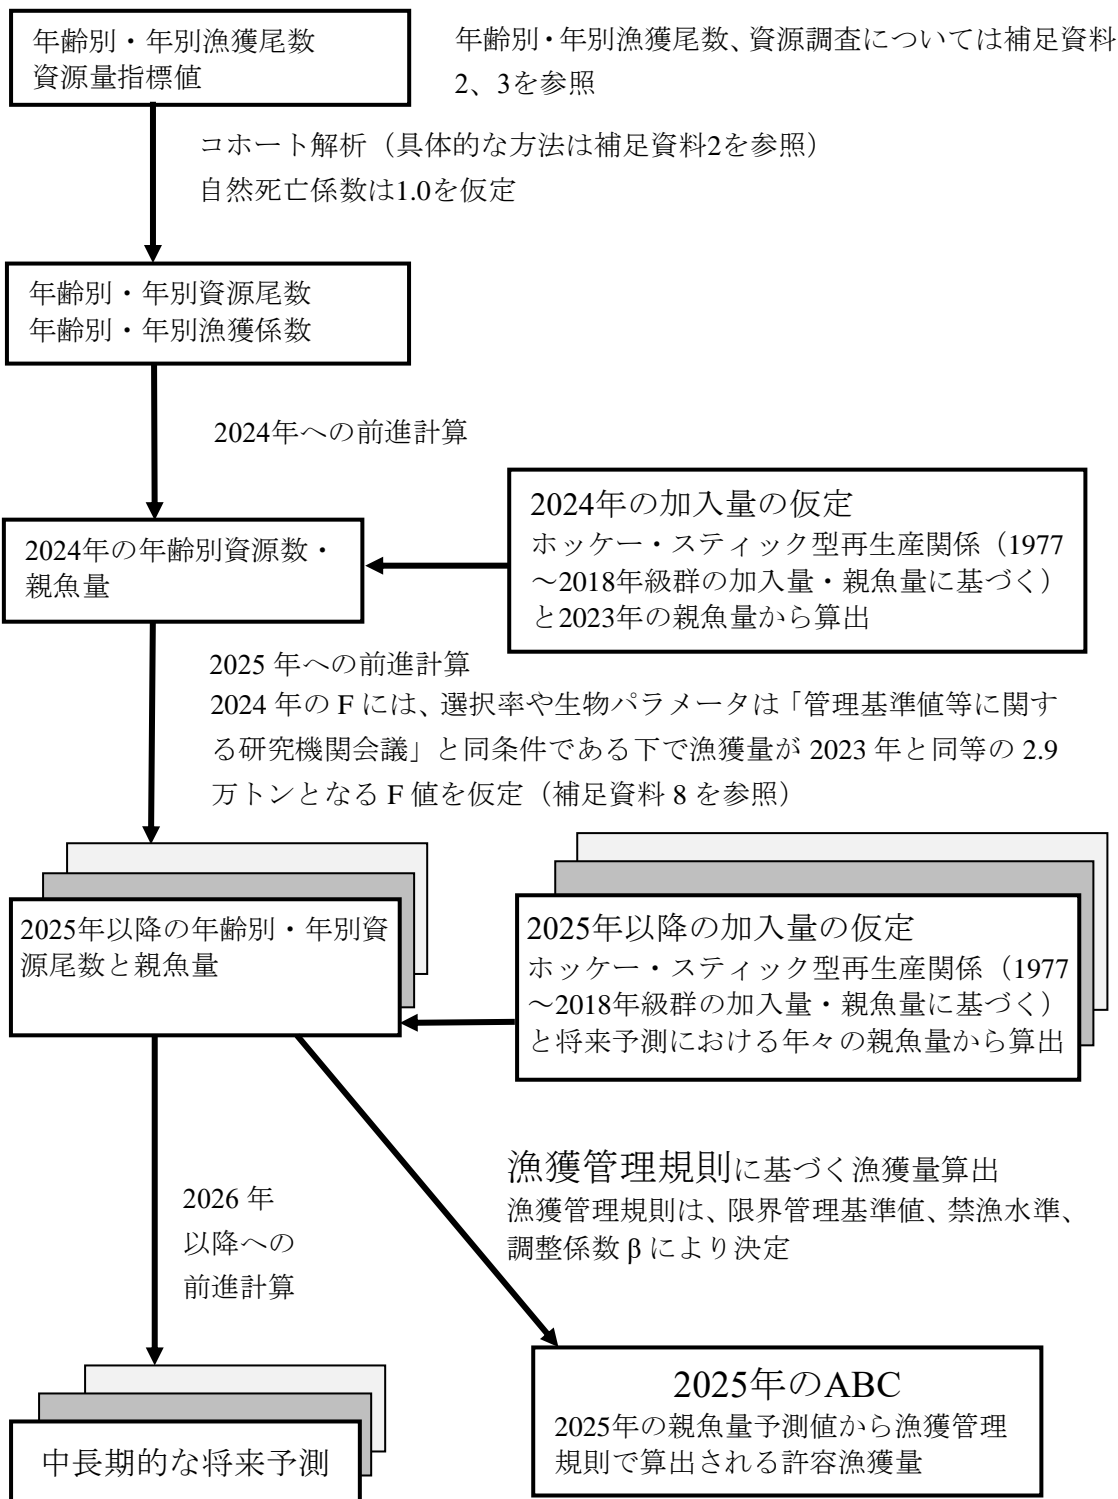 年齢別・年別漁獲尾数
資源量指標値
年齢別・年別漁獲尾数、資源調査については補足資料
2、3を参照
コホート解析（具体的な方法は補足資料2を参照）
自然死亡係数は1.0を仮定
年齢別・年別資源尾数
年齢別・年別漁獲係数
2024年への前進計算
2024年の年齢別資源数・
親魚量
2024年の加入量の仮定
ホッケー・スティック型再生産関係（1977
～2018年級群の加入量・親魚量に基づく）
と2023年の親魚量から算出
2025 年への前進計算
2024 年の F には、選択率や生物パラメータは「管理基準値等に関す
る研究機関会議」と同条件である下で漁獲量が 2023 年と同等の 2.9
万トンとなる F 値を仮定（補足資料 8 を参照）
2025年以降の年齢別・年別資
源尾数と親魚量
2025年以降の加入量の仮定
ホッケー・スティック型再生産関係（1977
～2018年級群の加入量・親魚量に基づく）
と将来予測における年々の親魚量から算出
2026 年
以降への
前進計算
漁獲管理規則に基づく漁獲量算出
漁獲管理規則は、限界管理基準値、禁漁水準、
調整係数 β により決定
中長期的な将来予測
2025年のABC
2025年の親魚量予測値から漁獲管理
規則で算出される許容漁獲量